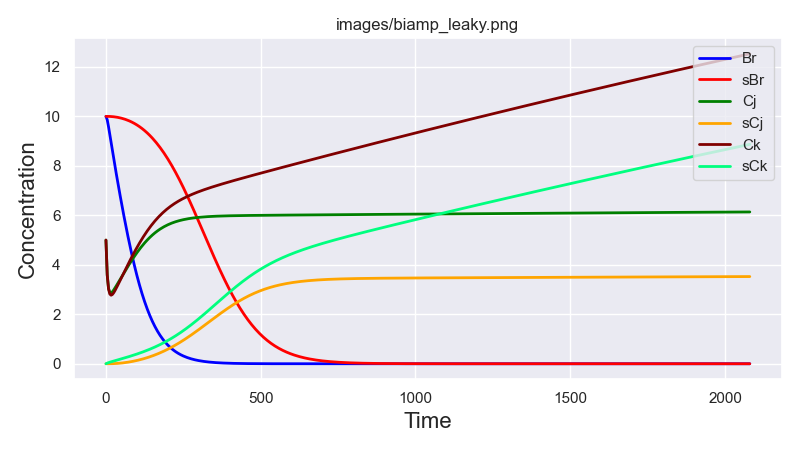 images/biamp_leaky.png
Concentration
12
10
8
6
4
2
0
0 500 1000 1500 2000
Time
Br
sBr
Cj
sCj
Ck
sCk